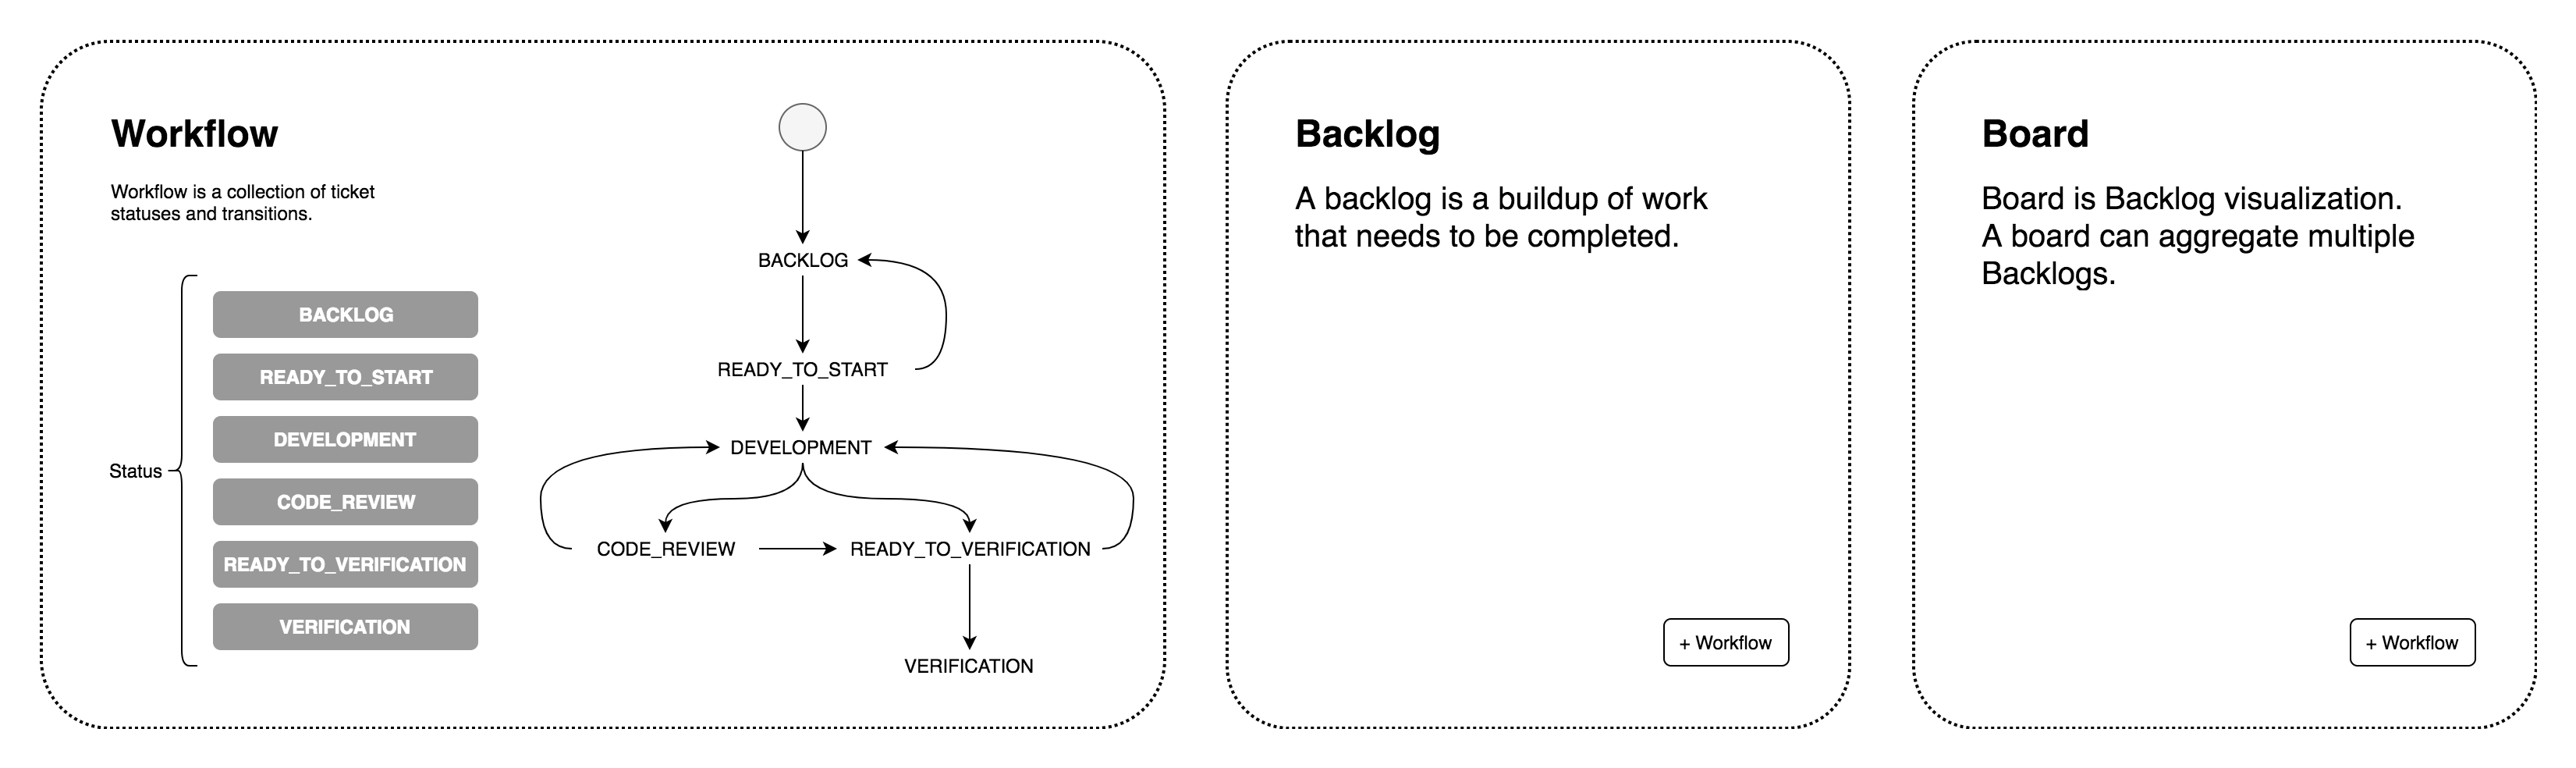 Workflow
Workflow is a collection of ticket
statuses and transitions.
Status
BACKLOG
READY_TO_START
DEVELOPMENT
CODE_REVIEW
READY_TO_VERIFICATION
VERIFICATION
BACKLOG
READY_TO_START
DEVELOPMENT
CODE_REVIEW
READY_TO_VERIFICATION
VERIFICATION
Backlog
A backlog is a buildup of work
that needs to be completed.
+ Workflow
Board
Board is Backlog visualization.
A board can aggregate multiple
Backlogs.
+ Workflow